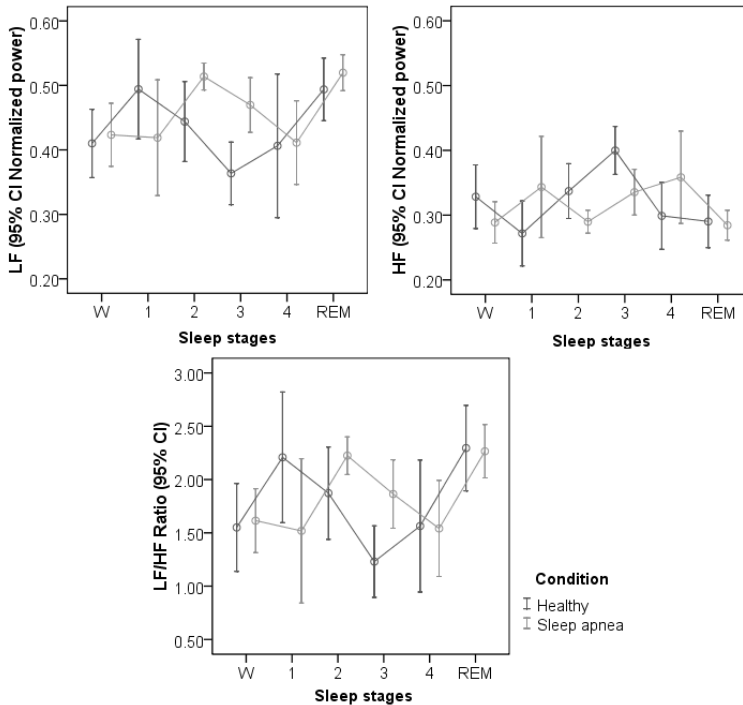 LF (95% CI Normalized power)
0.60
0.50
0.40
0.30
0.20
W 1 2 3 4 REM
Sleep stages
HF (95% CI Normalized power)
0.60
0.50
0.40
0.30
0.20
W 1 2 3 4 REM
Sleep stages
LF/HF Ratio (95% CI)
3.00
2.50
2.00
1.50
1.00
0.50
W 1 2 3 4 REM
Sleep stages
Condition
Healthy
Sleep apnea